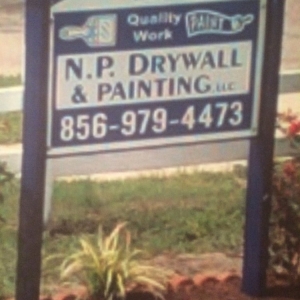 Quality
Work
PAINT
N.P. DRYWALL
& PAINTING, LLC
856-979-4473